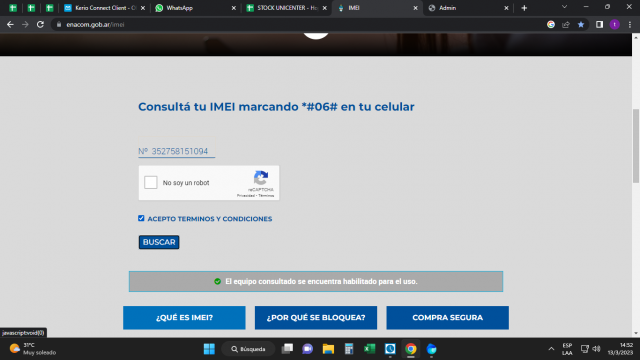 Kerio Connect Client - C
WhatsApp
STOCK UNICENTER - Ho
IMEI
Admin
enacom.gob.ar/imei
Consultá tu IMEI marcando *#06# en tu celular
Nº 352758151094
No soy un robot
reCAPTCHA
Privacidad - Términos
ACEPTO TERMINOS Y CONDICIONES
BUSCAR
El equipo consultado se encuentra habilitado para el uso.
¿QUÉ ES IMEI?
¿POR QUÉ SE BLOQUEA?
COMPRA SEGURA
javascript:void(0)
31°C
Muy soleado
Búsqueda
ESP
LAA
14:52
13/3/2023